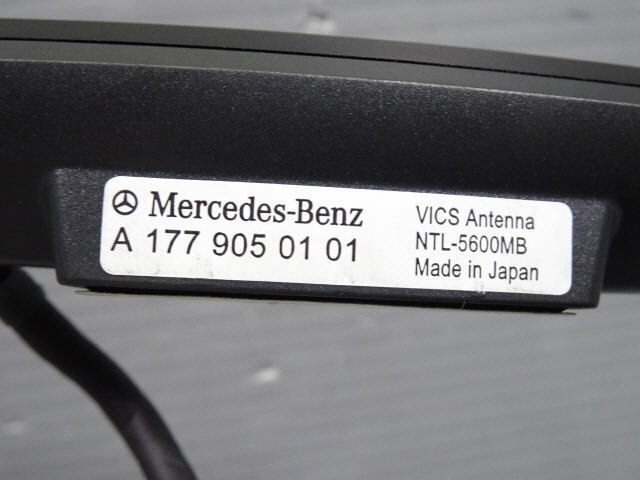 Mercedes-Benz
A 177 905 01 01
VICS Antenna
NTL-5600MB
Made in Japan